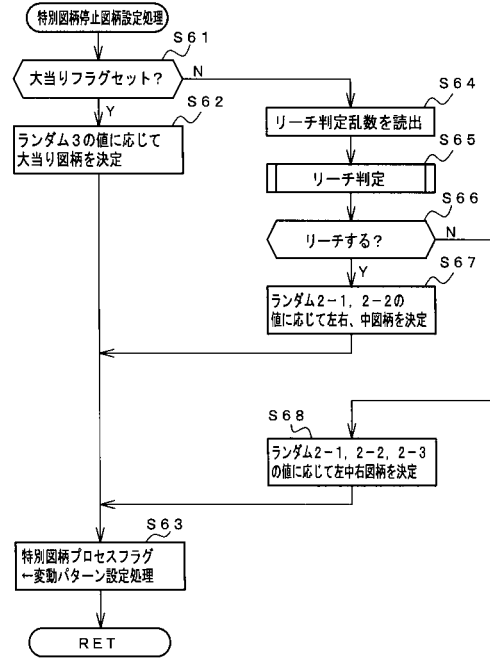 特別図柄停止図柄設定処理
S61
大当りフラグセット?
N
Y
S62
ランダム3の値に応じて
大当り図柄を決定
S64
リーチ判定乱数を読出
S65
リーチ判定
S66
リーチする?
N
Y
S67
ランダム2-1, 2-2の
値に応じて左右、中図柄を決定
S68
ランダム2-1, 2-2, 2-3
の値に応じて左中右図柄を決定
S63
特別図柄プロセスフラグ
←変動パターン設定処理
RET